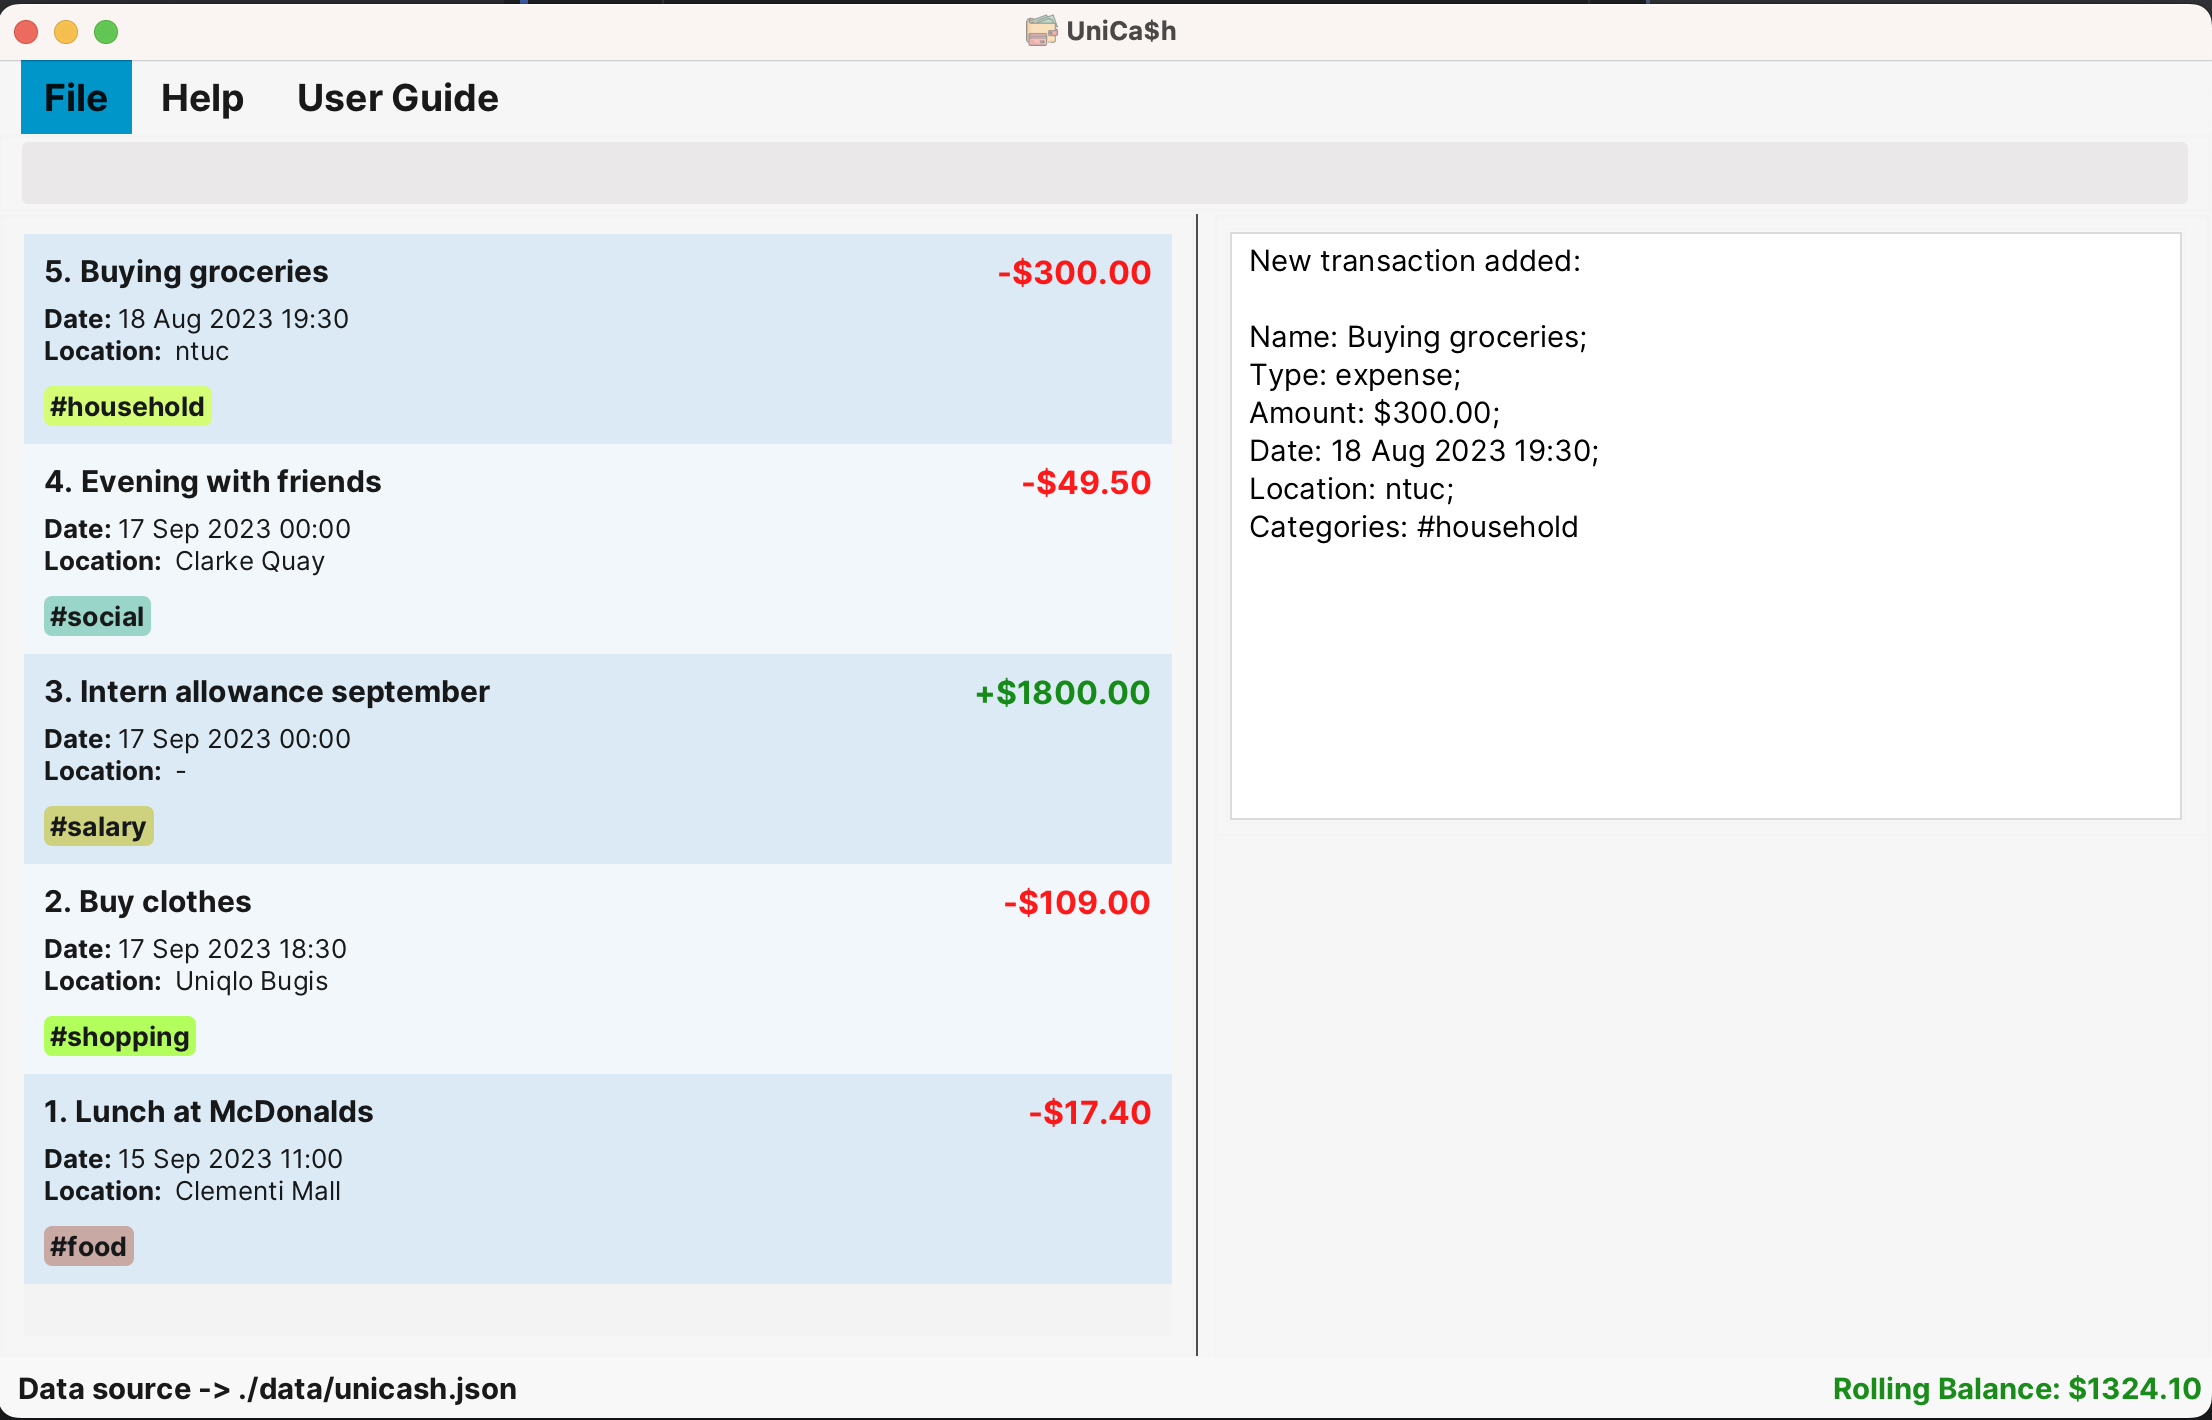 UniCa$h
File Help User Guide
5. Buying groceries -$300.00
Date: 18 Aug 2023 19:30
Location: ntuc
#household
4. Evening with friends -$49.50
Date: 17 Sep 2023 00:00
Location: Clarke Quay
#social
3. Intern allowance september +$1800.00
Date: 17 Sep 2023 00:00
Location: -
#salary
2. Buy clothes -$109.00
Date: 17 Sep 2023 18:30
Location: Uniqlo Bugis
#shopping
1. Lunch at McDonalds -$17.40
Date: 15 Sep 2023 11:00
Location: Clementi Mall
#food
New transaction added:
Name: Buying groceries;
Type: expense;
Amount: $300.00;
Date: 18 Aug 2023 19:30;
Location: ntuc;
Categories: #household
Data source -> ./data/unicash.json
Rolling Balance: $1324.10